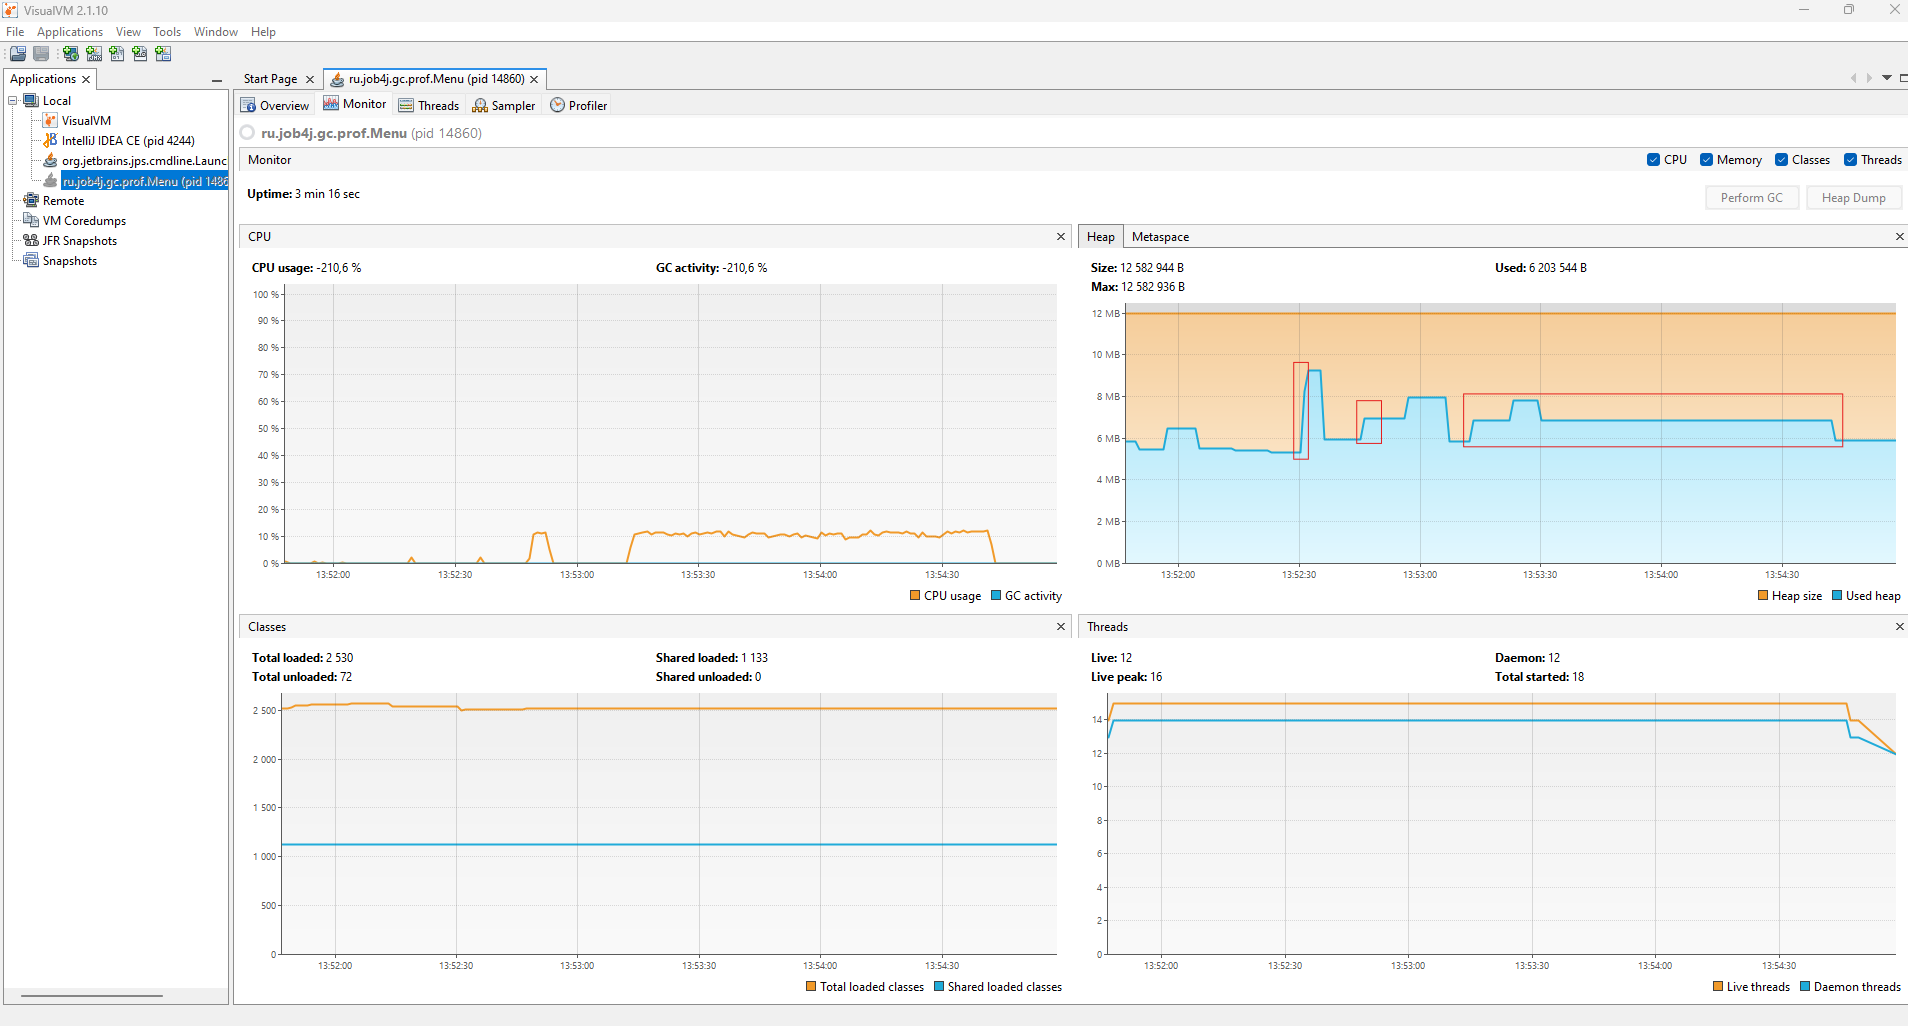 VisualVM 2.1.10
File Applications View Tools Window Help
Applications
Start Page
ru.job4j.gc.prof.Menu (pid 14860)
Local
VisualVM
IntelliJ IDEA CE (pid 4244)
org.jetbrains.jps.cmdline.Launc
ru.job4j.gc.prof.Menu (pid 1486
Remote
VM Coredumps
JFR Snapshots
Snapshots
Overview Monitor Threads Sampler Profiler
ru.job4j.gc.prof.Menu (pid 14860)
Monitor
CPU Memory Classes Threads
Uptime: 3 min 16 sec
Perform GC Heap Dump
CPU
CPU usage: -210,6 % GC activity: -210,6 %
100 %
90 %
80 %
70 %
60 %
50 %
40 %
30 %
20 %
10 %
0 %
13:52:00 13:52:30 13:53:00 13:53:30 13:54:00 13:54:30
CPU usage GC activity
Heap Metaspace
Size: 12 582 944 B Used: 6 203 544 B
Max: 12 582 936 B
12 MB
10 MB
8 MB
6 MB
4 MB
2 MB
0 MB
13:52:00 13:52:30 13:53:00 13:53:30 13:54:00 13:54:30
Heap size Used heap
Classes
Total loaded: 2 530 Shared loaded: 1 133
Total unloaded: 72 Shared unloaded: 0
2 500
2 000
1 500
1 000
500
0
13:52:00 13:52:30 13:53:00 13:53:30 13:54:00 13:54:30
Total loaded classes Shared loaded classes
Threads
Live: 12 Daemon: 12
Live peak: 16 Total started: 18
14
12
10
8
6
4
2
0
13:52:00 13:52:30 13:53:00 13:53:30 13:54:00 13:54:30
Live threads Daemon threads